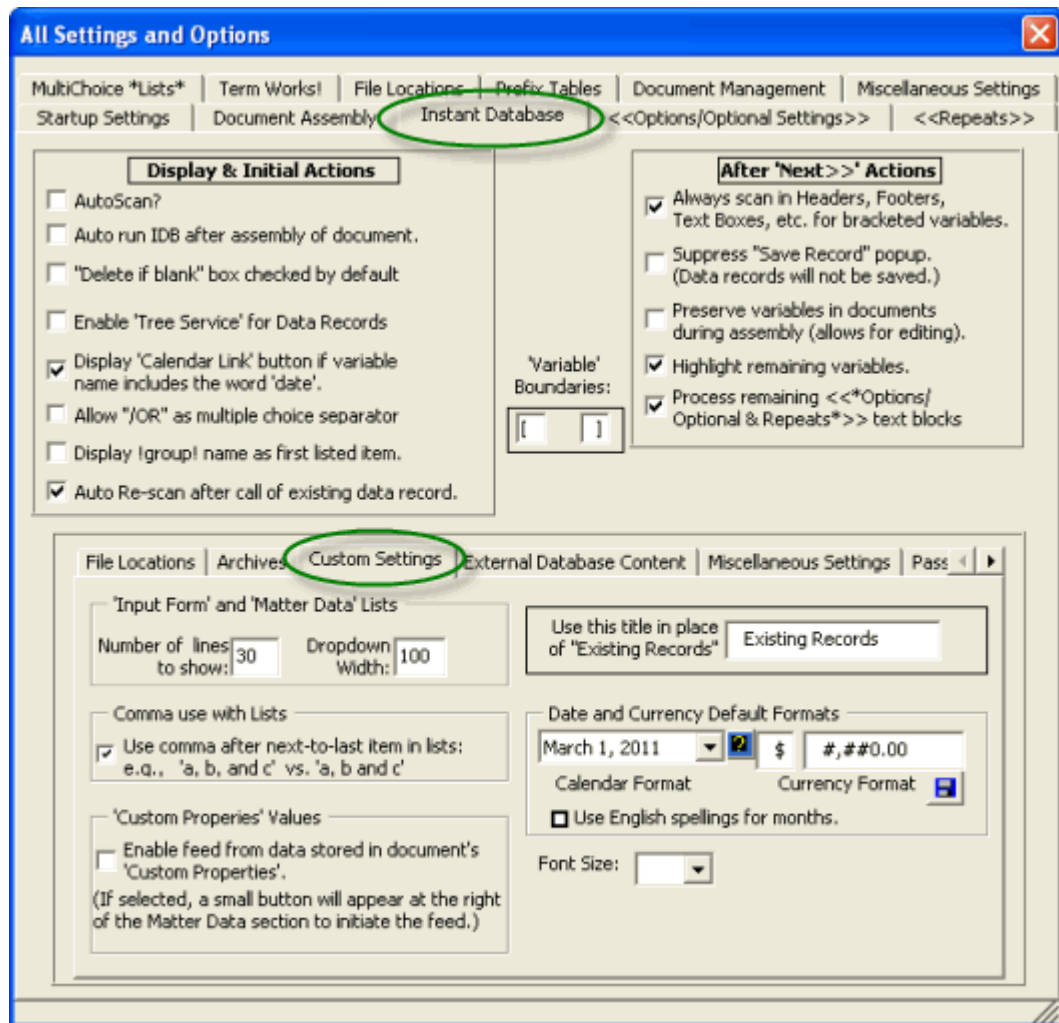 All Settings and Options
MultiChoice *Lists*
Term Works!
File Locations
Prefix Tables
Document Management
Miscellaneous Settings
Startup Settings
Document Assembly
Instant Database
<<Options/Optional Settings>>
<<Repeats>>
Display & Initial Actions
AutoScan?
Auto run IDB after assembly of document.
"Delete if blank" box checked by default
Enable 'Tree Service' for Data Records
Display 'Calendar Link' button if variable
name includes the word 'date'.
Allow "/OR" as multiple choice separator
Display !group! name as first listed item.
Auto Re-scan after call of existing data record.
'Variable'
Boundaries:
[ ]
After 'Next>>' Actions
Always scan in Headers, Footers,
Text Boxes, etc. for bracketed variables.
Suppress "Save Record" popup.
(Data records will not be saved.)
Preserve variables in documents
during assembly (allows for editing).
Highlight remaining variables.
Process remaining <<*Options/
Optional & Repeats*>> text blocks
File Locations
Archives
Custom Settings
External Database Content
Miscellaneous Settings
Pass
'Input Form' and 'Matter Data' Lists
Number of lines
to show:
30
Dropdown
Width:
100
Use this title in place
of "Existing Records"
Existing Records
Comma use with Lists
Use comma after next-to-last item in lists:
e.g., 'a, b, and c' vs. 'a, b and c'
Date and Currency Default Formats
March 1, 2011
?
$
#,##0.00
Calendar Format
Currency Format
Use English spellings for months.
'Custom Properies' Values
Enable feed from data stored in document's
'Custom Properties'.
(If selected, a small button will appear at the right
of the Matter Data section to initiate the feed.)
Font Size: